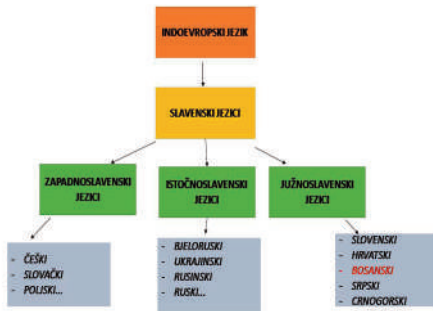 INDOEVROPSKI JEZIK
SLAVENSKI JEZICI
ZAPADNOSLAVENSKI
JEZICI
ISTOČNOSLAVENSKI
JEZICI
JUŽNOSLAVENSKI
JEZICI
- ČEŠKI
- SLOVAČKI
- POLJSKI...
- BJELORUSKI
- UKRAJINSKI
- RUSINSKI
- RUSKI...
- SLOVENSKI
- HRVATSKI
- BOSANSKI
- SRPSKI
- CRNOGORSKI